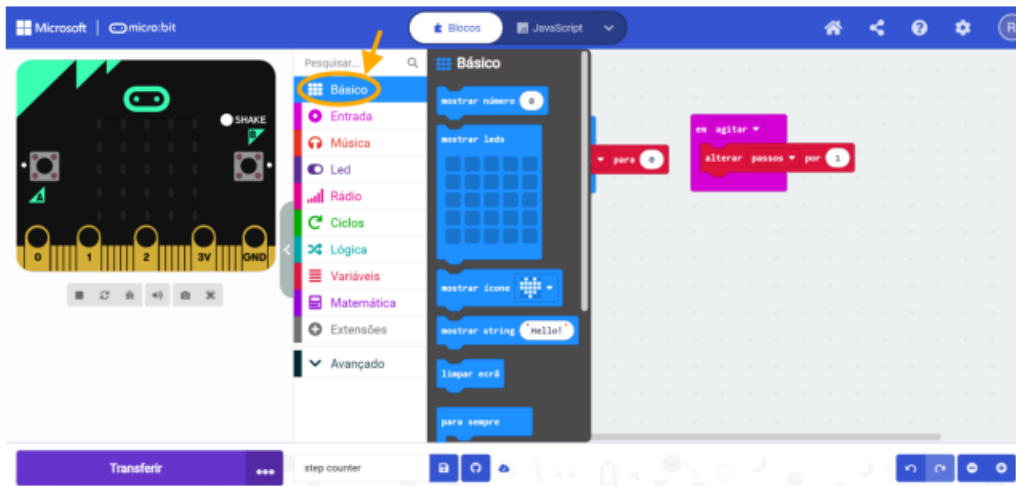 Microsoft micro:bit
Blocos
JavaScript
R
Pesquisar...
Básico
Entrada
Música
Led
Rádio
Ciclos
Lógica
Variáveis
Matemática
Extensões
Avançado
SHAKE
B
A
0 1 2 3V GND
Básico
mostrar número 0
mostrar leds
mostrar ícone
mostrar string "Hello!"
limpar ecrã
para sempre
para 0
em agitar
alterar passos por 1
Transferir
step counter